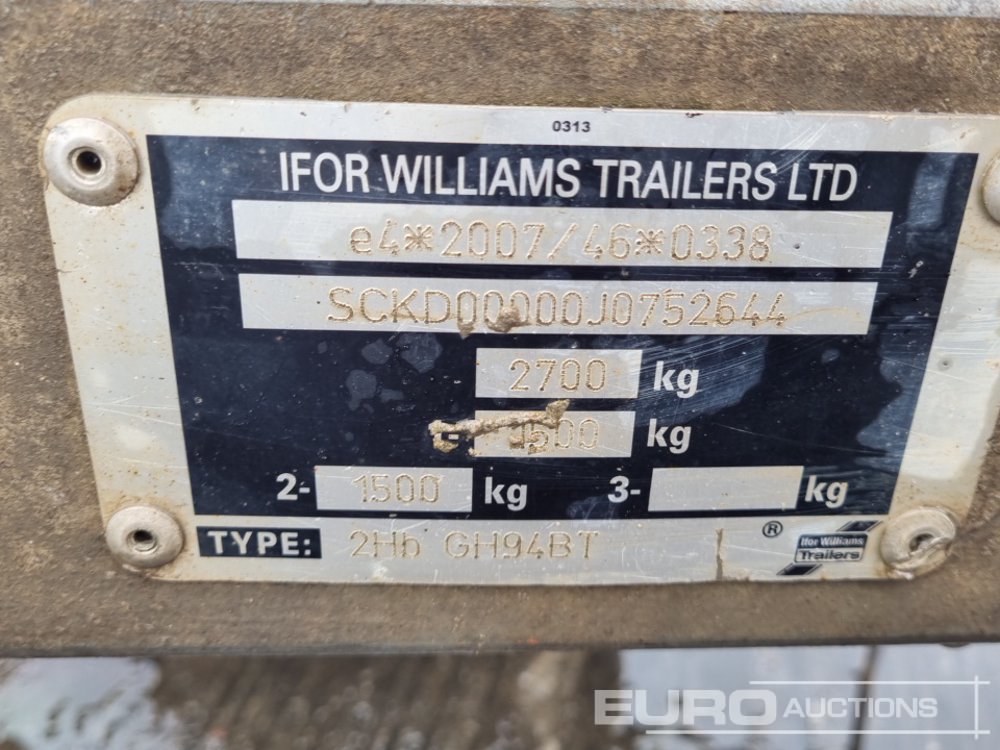 0313
IFOR WILLIAMS TRAILERS LTD
e4*2007/46*0338
SCKD00000J0752644
2700 kg
1500 kg
2- 1500 kg 3- kg
TYPE: 2Hb GH94BT
®
Ifor Williams
Trailers
EURO AUCTIONS